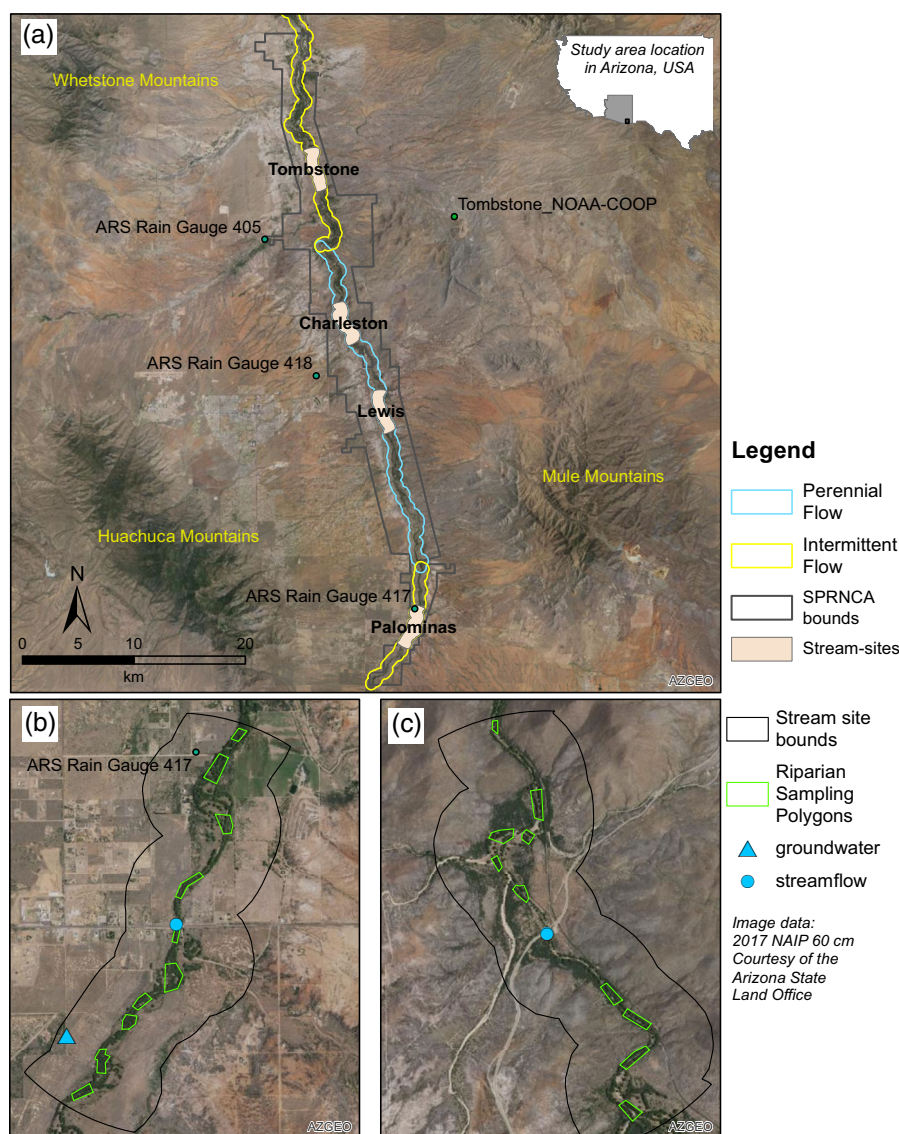 (a)
Whetstone Mountains
Study area location
in Arizona, USA
Tombstone
Tombstone_NOAA-COOP
ARS Rain Gauge 405
Charleston
ARS Rain Gauge 418
Lewis
Mule Mountains
Huachuca Mountains
N
ARS Rain Gauge 417
Palominas
0 5 10 20
km
AZGEO
Legend
Perennial
Flow
Intermittent
Flow
SPRNCA
bounds
Stream-sites
(b)
ARS Rain Gauge 417
AZGEO
(c)
AZGEO
Stream site
bounds
Riparian
Sampling
Polygons
groundwater
streamflow
Image data:
2017 NAIP 60 cm
Courtesy of the
Arizona State
Land Office